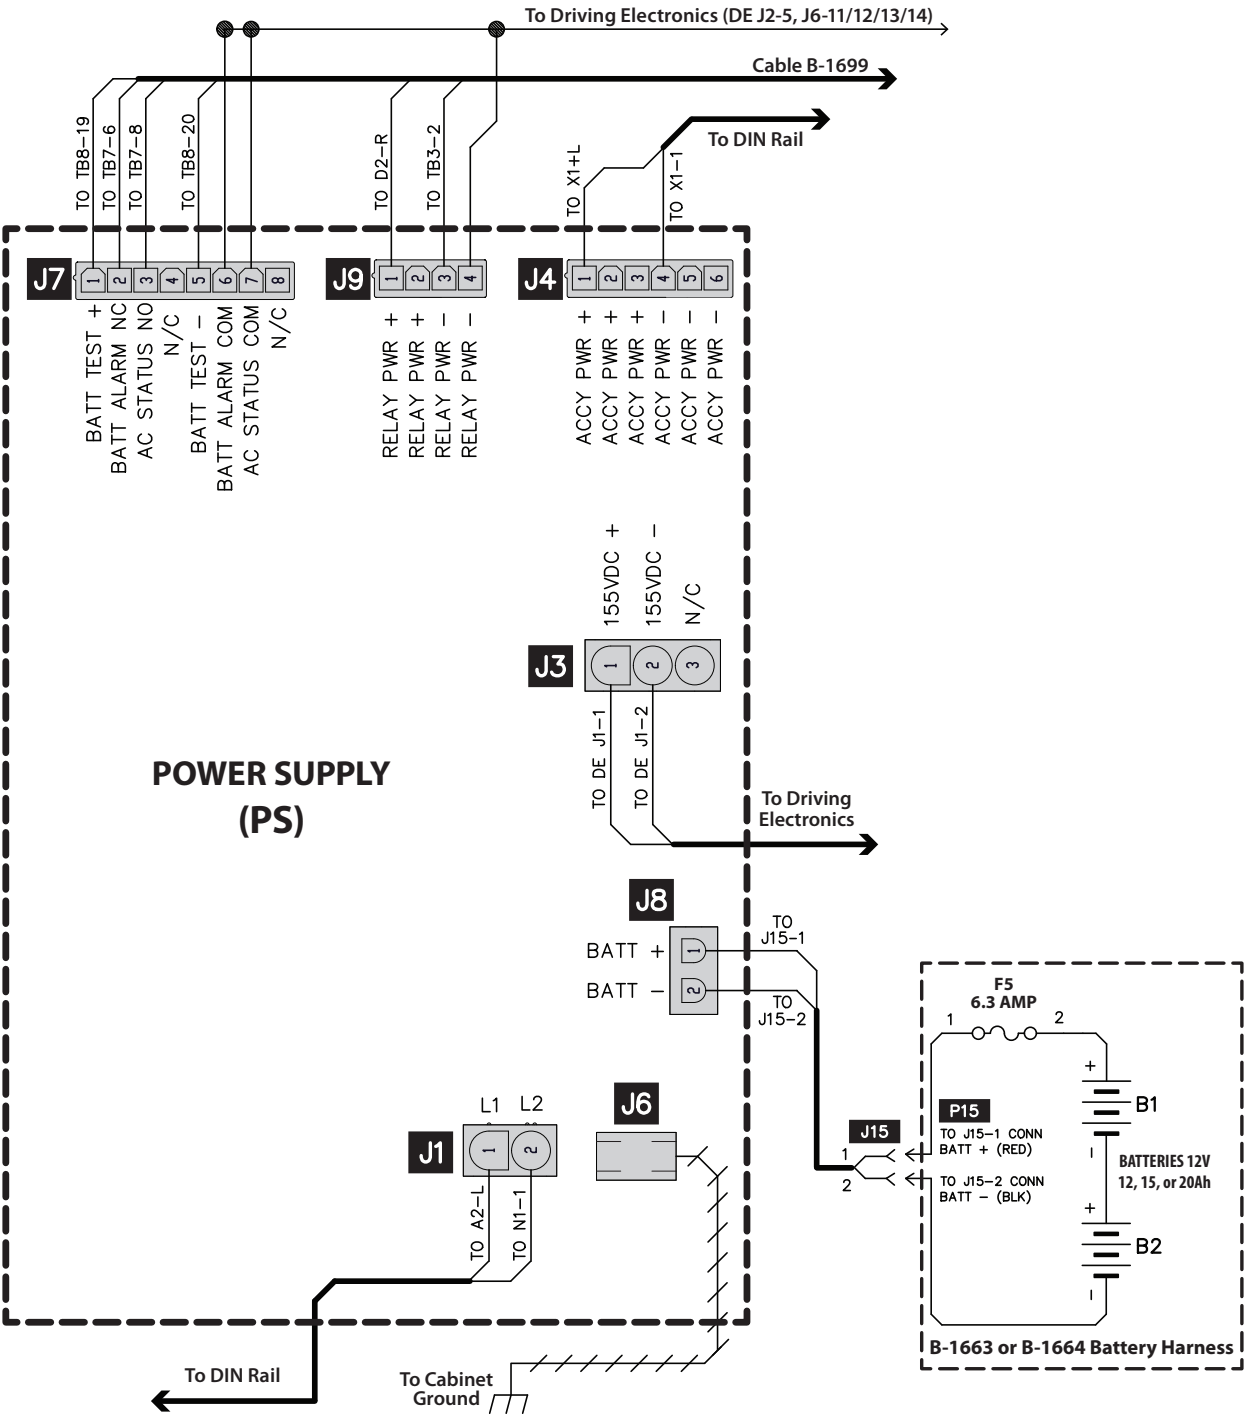 To Driving Electronics (DE J2-5, J6-11/12/13/14)
Cable B-1699
To DIN Rail
TO TB8-19
TO TB7-6
TO TB7-8
TO TB8-20
TO D2-R
TO TB3-2
TO X1+L
TO X1-1
J7
1
2
3
4
5
6
7
8
J9
1
2
3
4
J4
1
2
3
4
5
6
BATT TEST +
BATT ALARM NC
AC STATUS NO
N/C
BATT TEST -
BATT ALARM COM
AC STATUS COM
N/C
RELAY PWR +
RELAY PWR +
RELAY PWR -
RELAY PWR -
ACCY PWR +
ACCY PWR +
ACCY PWR +
ACCY PWR -
ACCY PWR -
ACCY PWR -
155VDC +
155VDC -
N/C
J3
1
2
3
TO DE J1-1
TO DE J1-2
POWER SUPPLY
(PS)
To Driving
Electronics
J8
BATT +
1
BATT -
2
TO
J15-1
TO
J15-2
F5
6.3 AMP
1
2
+
B1
-
P15
TO J15-1 CONN
BATT + (RED)
J15
1
2
TO J15-2 CONN
BATT - (BLK)
BATTERIES 12V
12, 15, or 20Ah
+
B2
-
B-1663 or B-1664 Battery Harness
J6
L1
L2
J1
1
2
TO A2-L
TO N1-1
To DIN Rail
To Cabinet
Ground